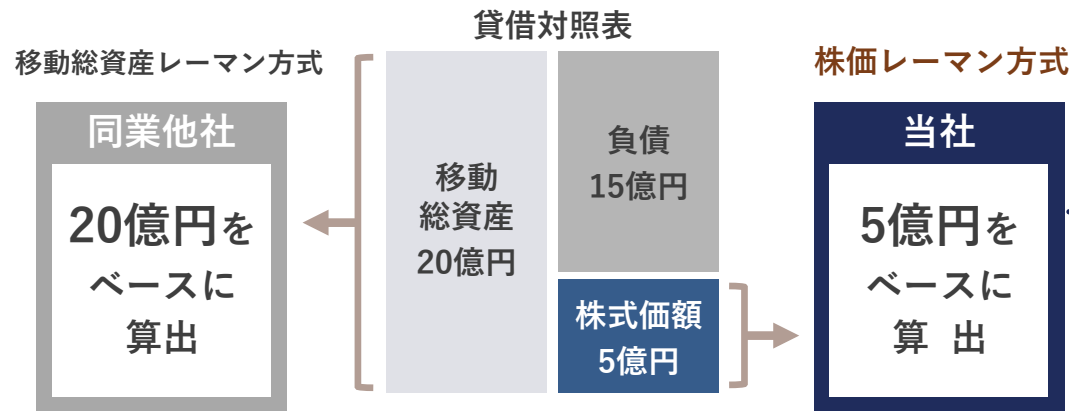 貸借対照表
移動総資産レーマン方式
同業他社
20億円を
ベースに
算出
移動
総資産
20億円
負債
15億円
株式価額
5億円
株価レーマン方式
当社
5億円を
ベースに
算 出